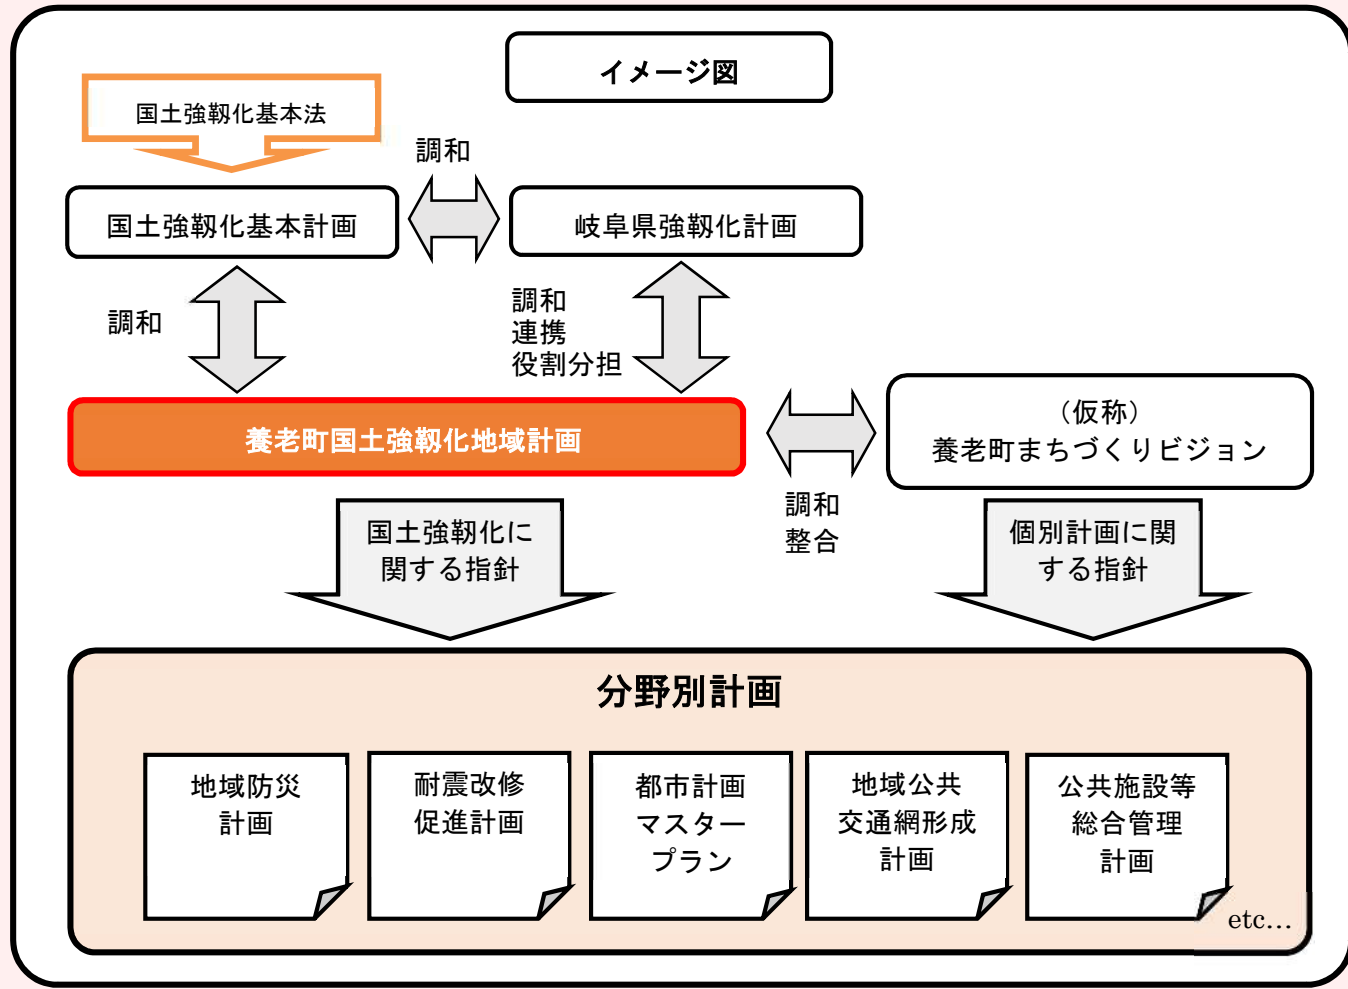 イメージ図
国土強靱化基本法
調和
国土強靱化基本計画
岐阜県強靱化計画
調和
調和
連携
役割分担
養老町国土強靱化地域計画
（仮称）
養老町まちづくりビジョン
調和
整合
国土強靱化に
関する指針
個別計画に関
する指針
分野別計画
地域防災
計画
耐震改修
促進計画
都市計画
マスター
プラン
地域公共
交通網形成
計画
公共施設等
総合管理
計画
etc…